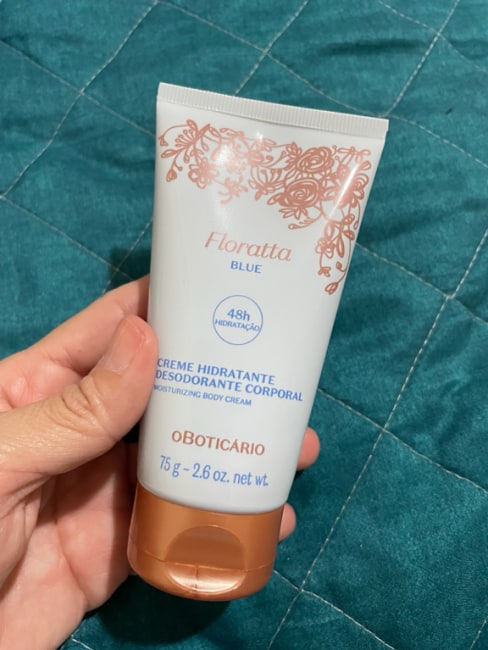 Floratta
BLUE
48h
HIDRATAÇÃO
CREME HIDRATANTE
DESODORANTE CORPORAL
MOISTURIZING BODY CREAM
oBOTICÁRIO
75 g – 2.6 oz. net wt.